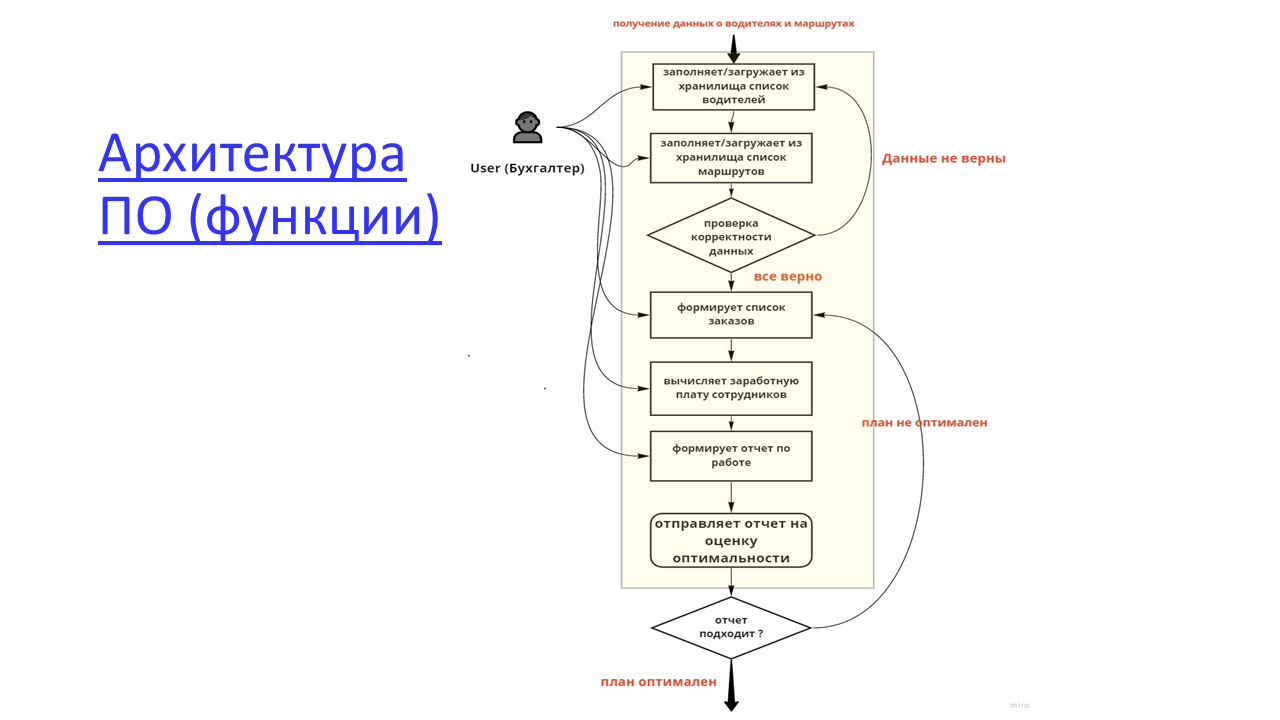 Архитектура
ПО (функции)
получение данных о водителях и маршрутах
User (Бухгалтер)
заполняет/загружает из
хранилища список
водителей
заполняет/загружает из
хранилища список
маршрутов
Данные не верны
проверка
корректности
данных
все верно
формирует список
заказов
вычисляет заработную
плату сотрудников
план не оптимален
формирует отчет по
работе
отправляет отчет на
оценку
оптимальности
отчет
подходит ?
план оптимален
miro